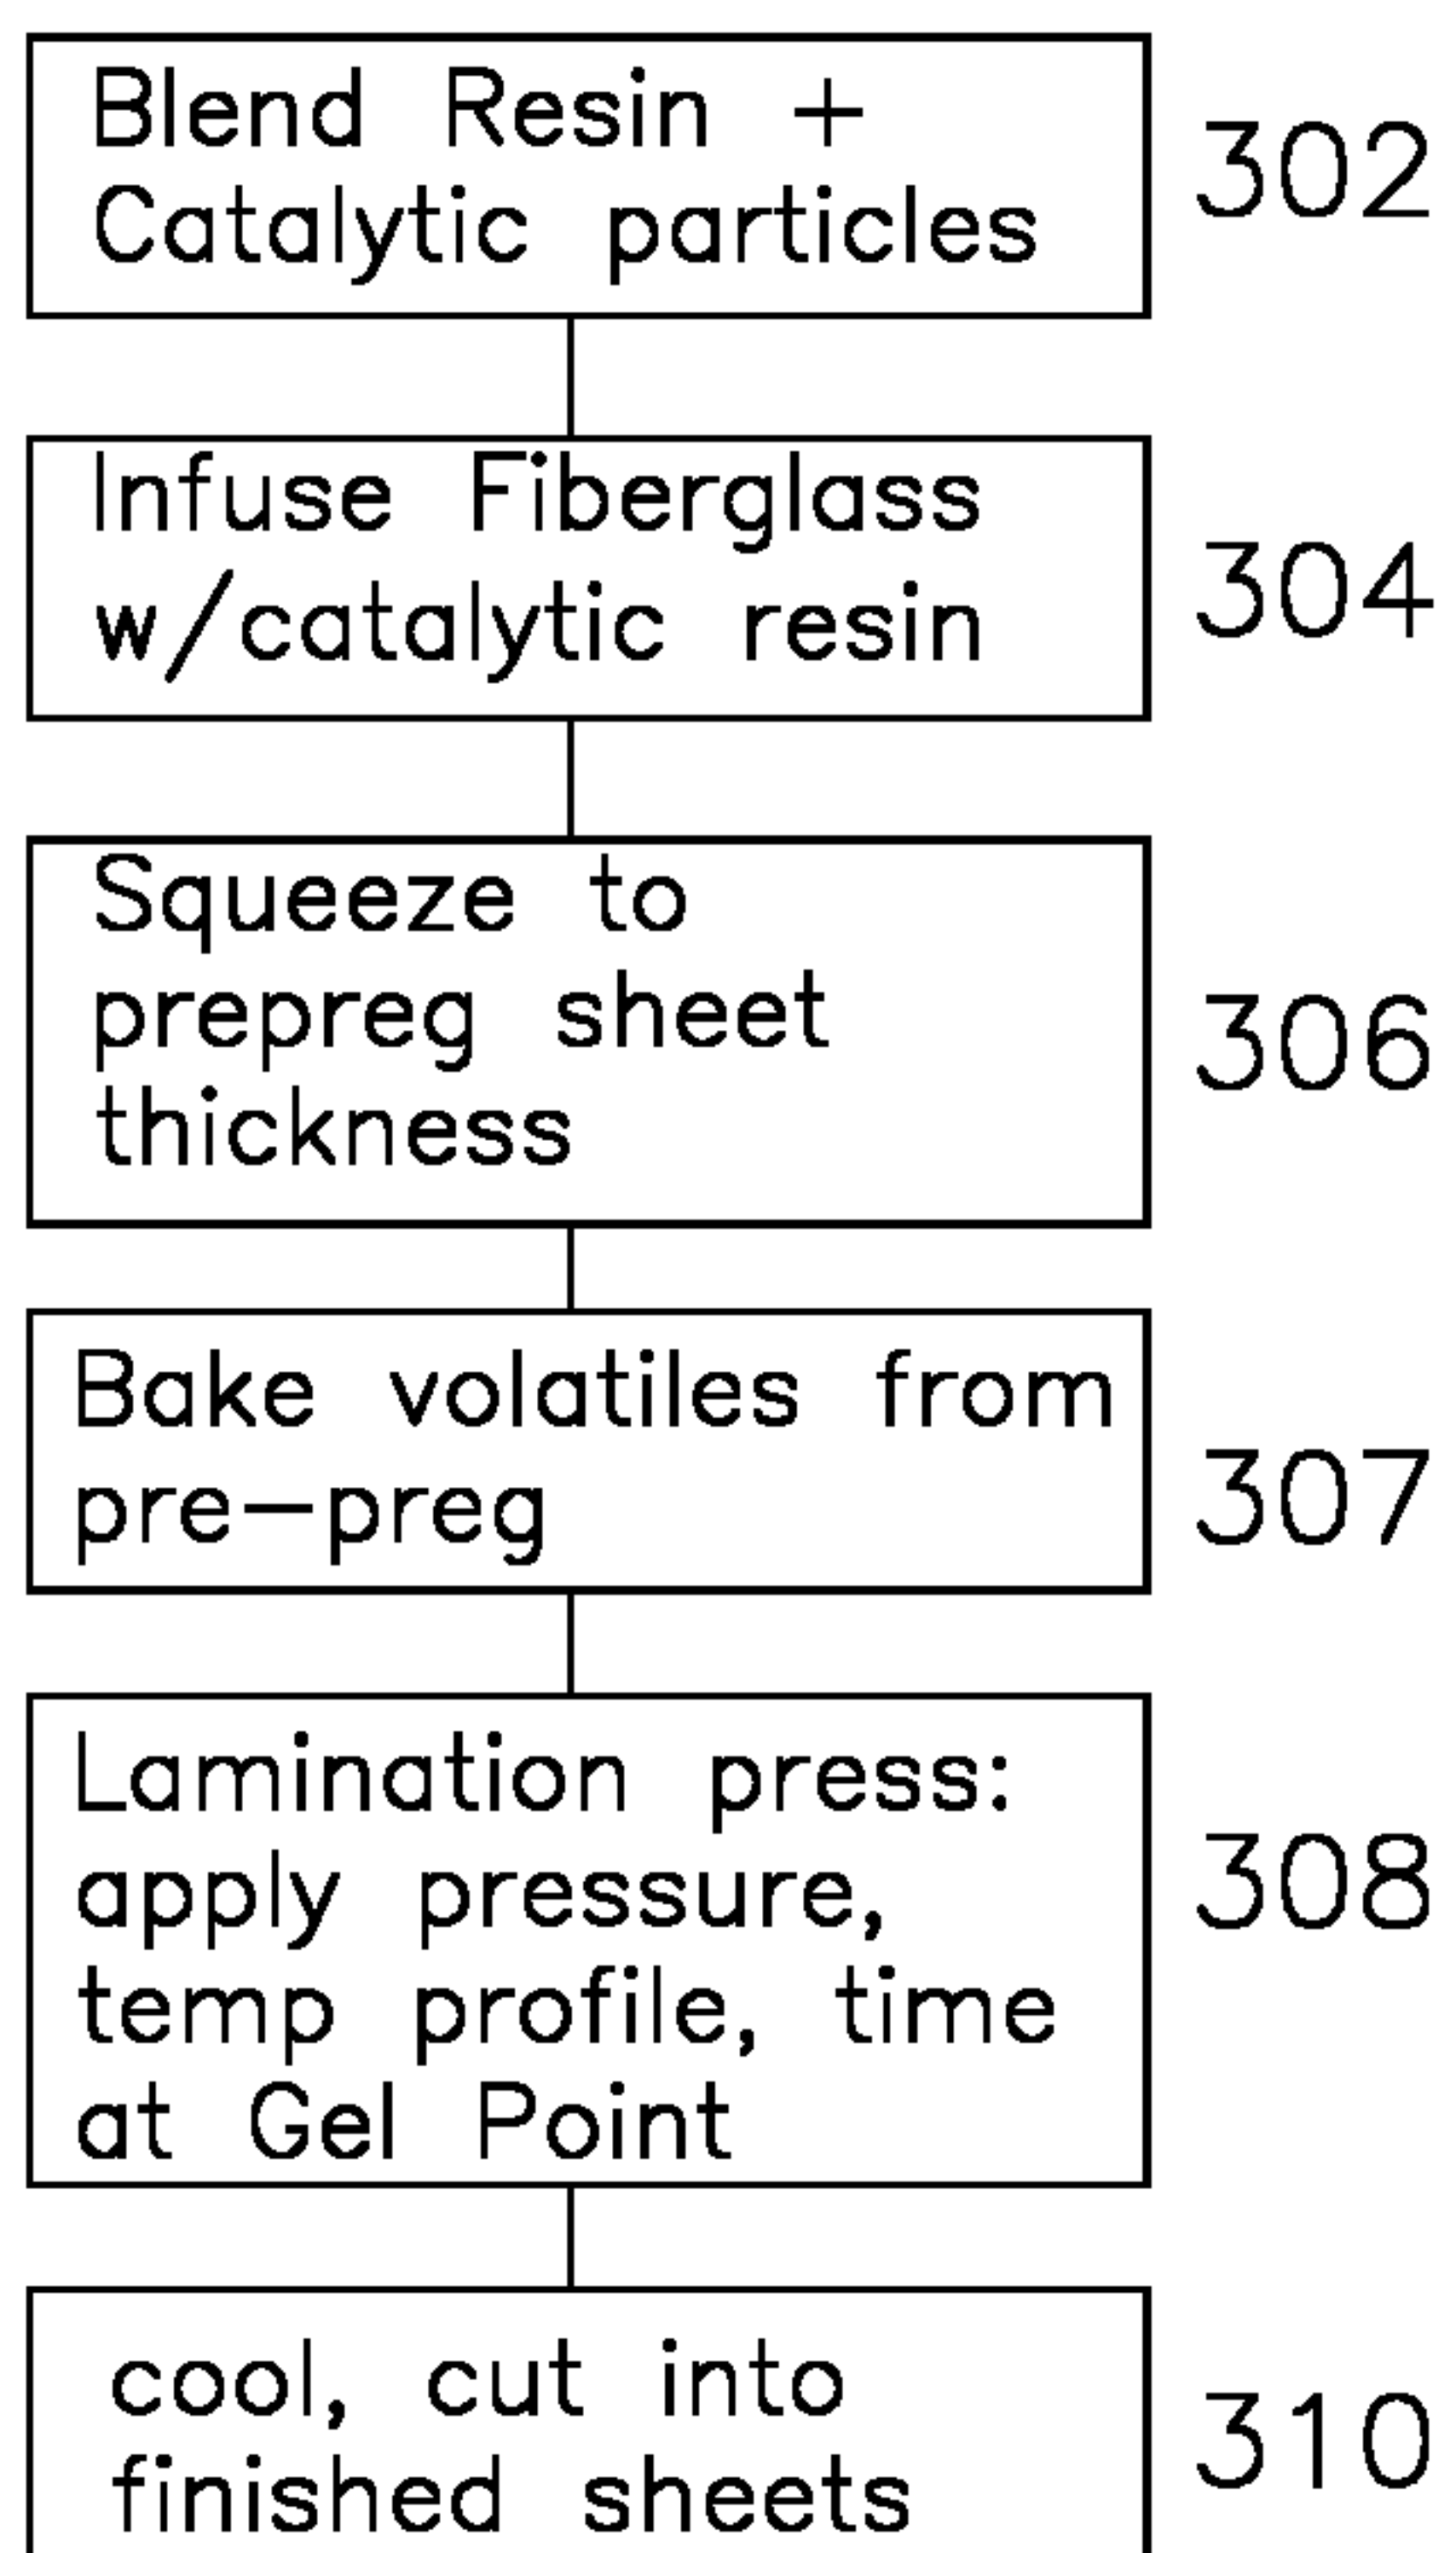 Blend Resin +
Catalytic particles
302
Infuse Fiberglass
w/catalytic resin
304
Squeeze to
prepreg sheet
thickness
306
Bake volatiles from
pre-preg
307
Lamination press:
apply pressure,
temp profile, time
at Gel Point
308
cool, cut into
finished sheets
310